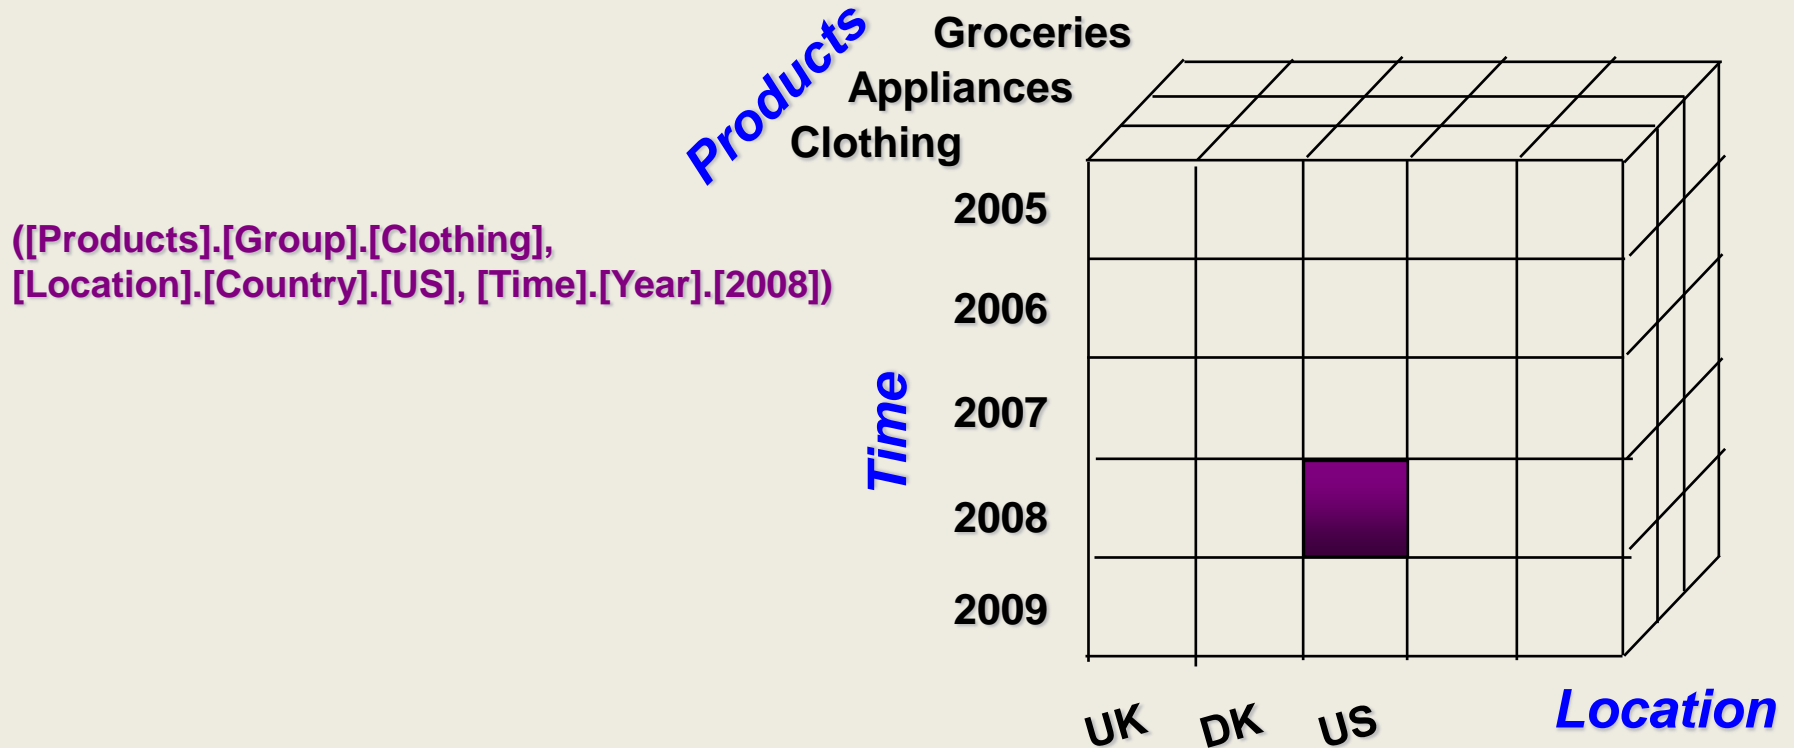 Products
Groceries
Appliances
Clothing
([Products].[Group].[Clothing],
[Location].[Country].[US], [Time].[Year].[2008])
Time
2005
2006
2007
2008
2009
UK DK US
Location